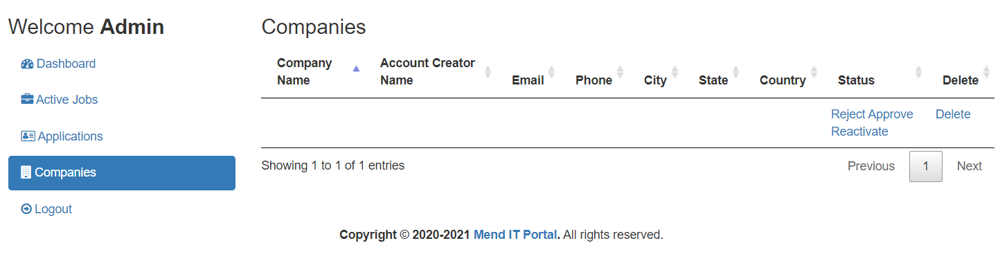 Welcome Admin
Dashboard
Active Jobs
Applications
Companies
Logout
Companies
Company Name
Account Creator Name
Email
Phone
City
State
Country
Status
Delete
Reject Approve
Reactivate
Delete
Showing 1 to 1 of 1 entries
Previous 1 Next
Copyright © 2020-2021 Mend IT Portal. All rights reserved.